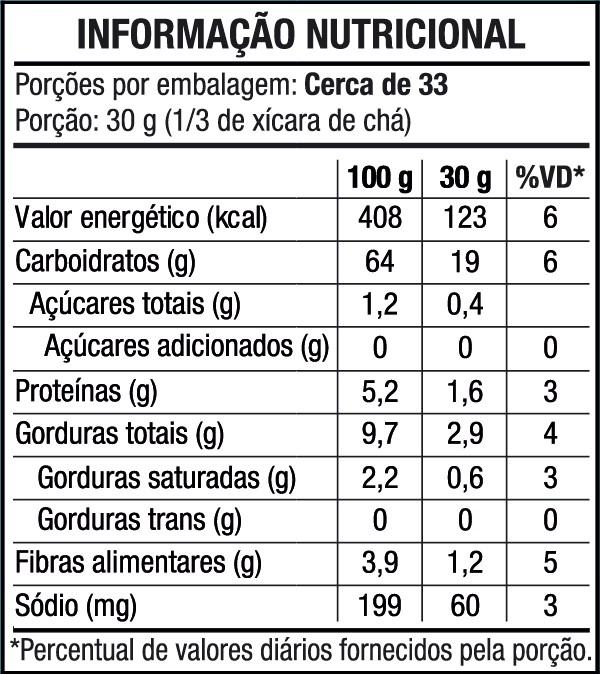 INFORMAÇÃO NUTRICIONAL
Porções por embalagem: Cerca de 33
Porção: 30 g (1/3 de xícara de chá)
100 g 30 g %VD*
Valor energético (kcal) 408 123 6
Carboidratos (g) 64 19 6
Açúcares totais (g) 1,2 0,4
Açúcares adicionados (g) 0 0 0
Proteínas (g) 5,2 1,6 3
Gorduras totais (g) 9,7 2,9 4
Gorduras saturadas (g) 2,2 0,6 3
Gorduras trans (g) 0 0 0
Fibras alimentares (g) 3,9 1,2 5
Sódio (mg) 199 60 3
*Percentual de valores diários fornecidos pela porção.